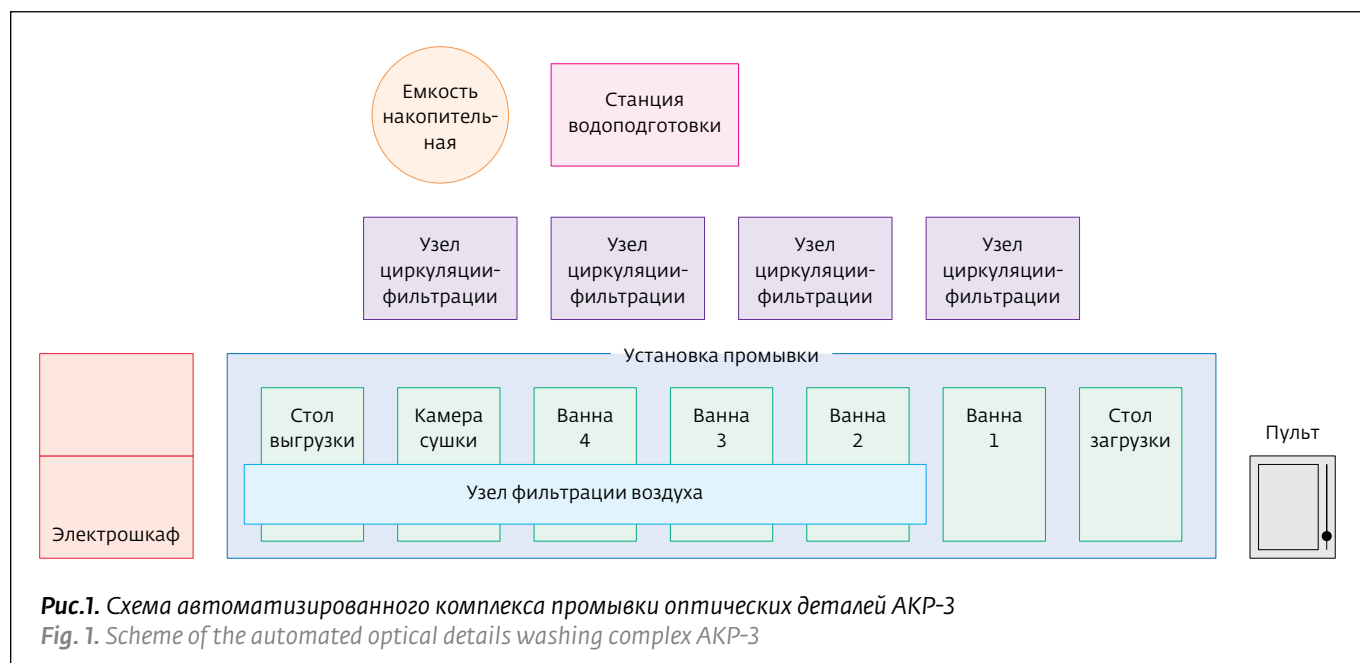 Емкость
накопитель-
ная
Станция
водоподготовки
Узел
циркуляции-
фильтрации
Узел
циркуляции-
фильтрации
Узел
циркуляции-
фильтрации
Узел
циркуляции-
фильтрации
Установка промывки
Стол
выгрузки
Камера
сушки
Ванна
4
Ванна
3
Ванна
2
Ванна
1
Стол
загрузки
Узел фильтрации воздуха
Электрошкаф
Пульт
Рис.1. Схема автоматизированного комплекса промывки оптических деталей АКР-3
Fig. 1. Scheme of the automated optical details washing complex AKP-3